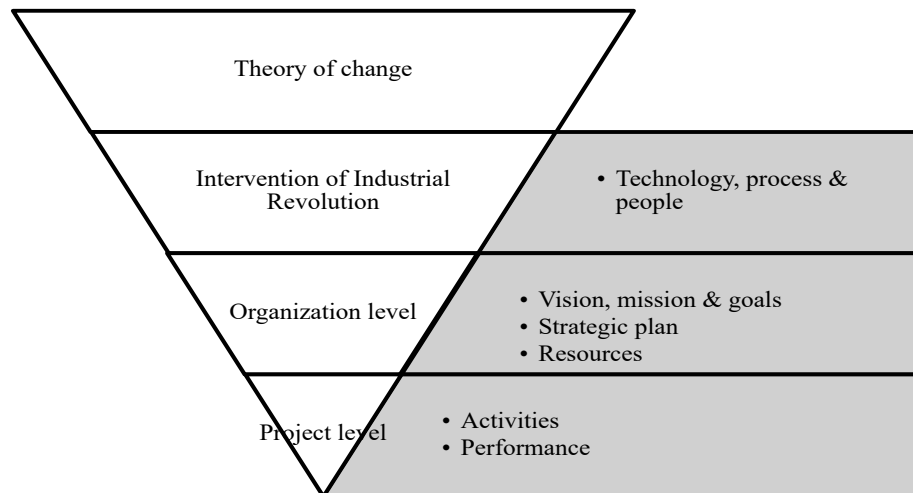 Theory of change
Intervention of Industrial
Revolution
• Technology, process &
people
Organization level
• Vision, mission & goals
• Strategic plan
• Resources
Project level
• Activities
• Performance